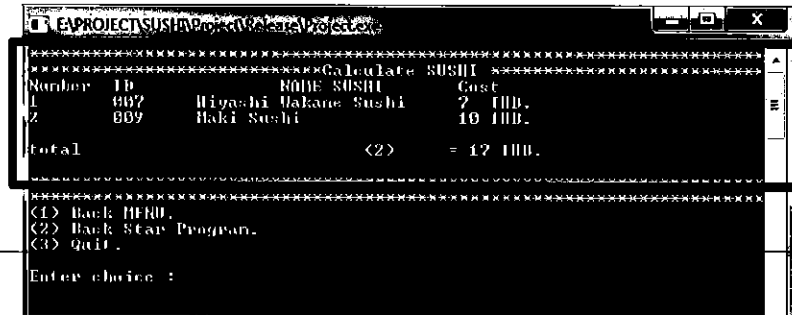 E:\PROJECT\SUSHI\Project\Release\Project.exe
******************************Calculate SUSHI ******************************
Number ID NAME SUSHI Cost
1 007 Hiyashi Wakame Sushi 7 THB.
2 009 Maki Sushi 10 THB.
total (2) = 17 THB.
(1) Back MENU.
(2) Back Star Program.
(3) Quit.
Enter choice :